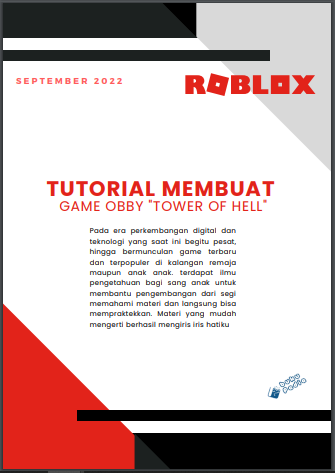 SEPTEMBER 2022
ROBLOX
TUTORIAL MEMBUAT
GAME OBBY "TOWER OF HELL"
Pada era perkembangan digital dan
teknologi yang saat ini begitu pesat,
hingga bermunculan game terbaru
dan terpopuler di kalangan remaja
maupun anak anak. terdapat ilmu
pengetahuan bagi sang anak untuk
membantu pengembangan dari segi
memahami materi dan langsung bisa
mempraktekkan. Materi yang mudah
mengerti berhasil mengiris iris hatiku